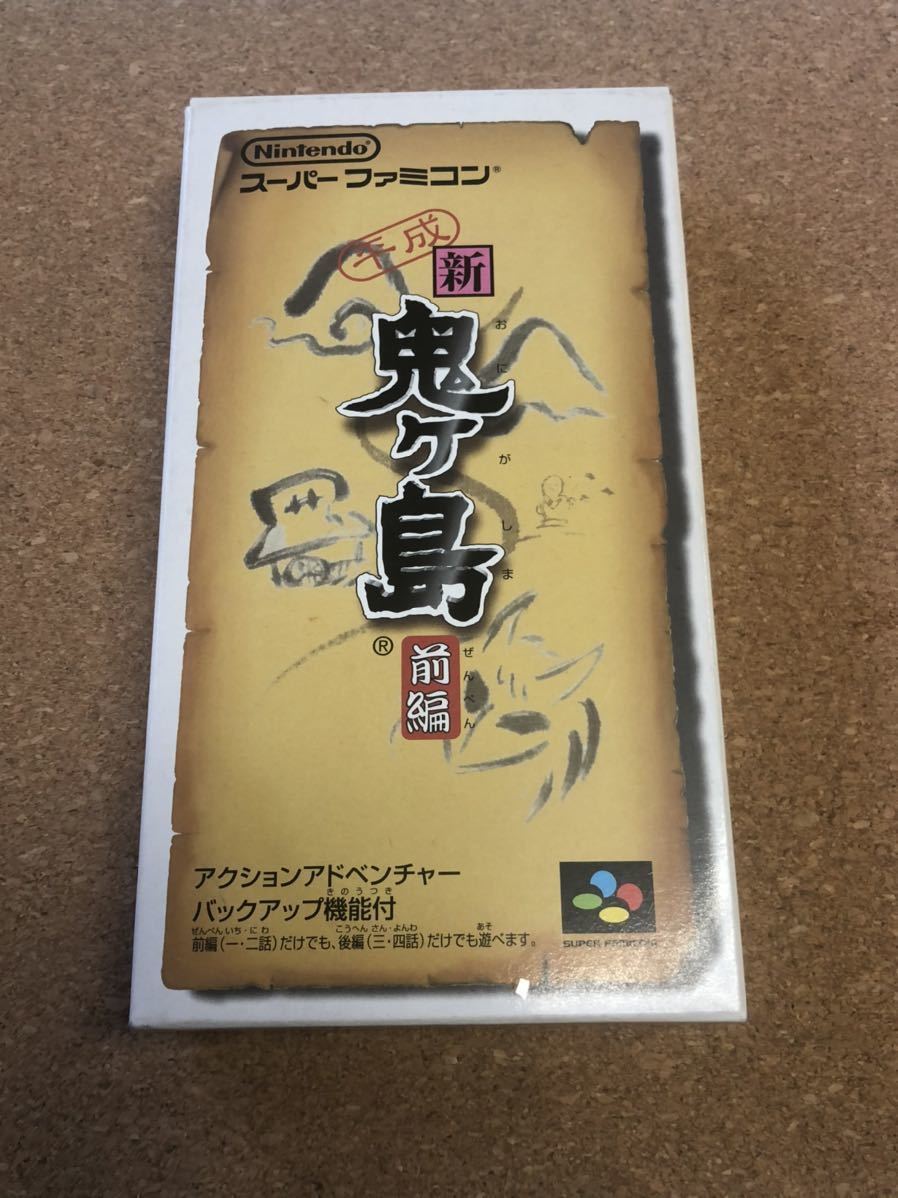 Nintendo®
スーパーファミコン®
平成
新
鬼ヶ島
おにがしま
®
前編
ぜんぺん
アクションアドベンチャー
きのうつき
バックアップ機能付
ぜんぺん いち・に わ こうへん さん・よんわ あそ
前編(一・二話)だけでも、後編(三・四話)だけでも遊べます。
SUPER FAMICOM